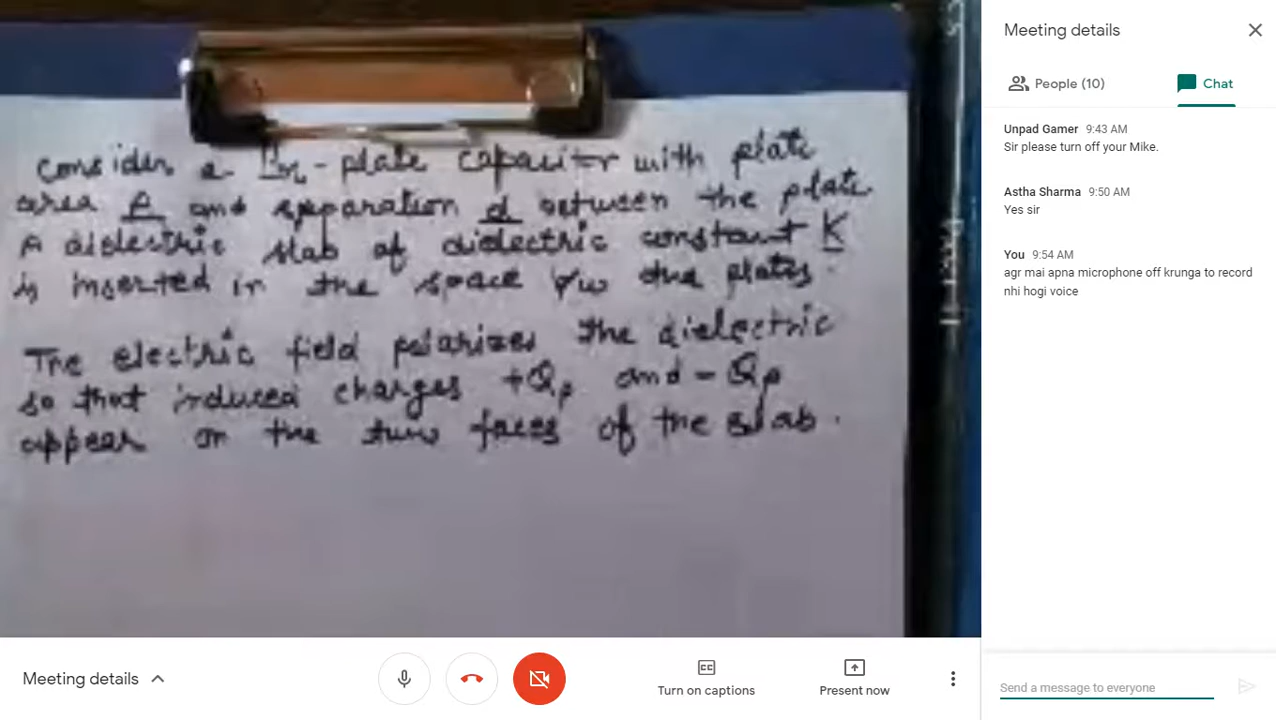 Consider a llel-plate capacitor with plate
area A and separation d between the plate
A dielectric slab of dielectric constant K
is inserted in the space b/w the plates.
The electric field polarizes the dielectric
so that induced charges +Qp and -Qp
appear on the two faces of the slab.
Meeting details
People (10)
Chat
Unpad Gamer 9:43 AM
Sir please turn off your Mike.
Astha Sharma 9:50 AM
Yes sir
You 9:54 AM
agr mai apna microphone off krunga to record
nhi hogi voice
Meeting details
Turn on captions
Present now
Send a message to everyone